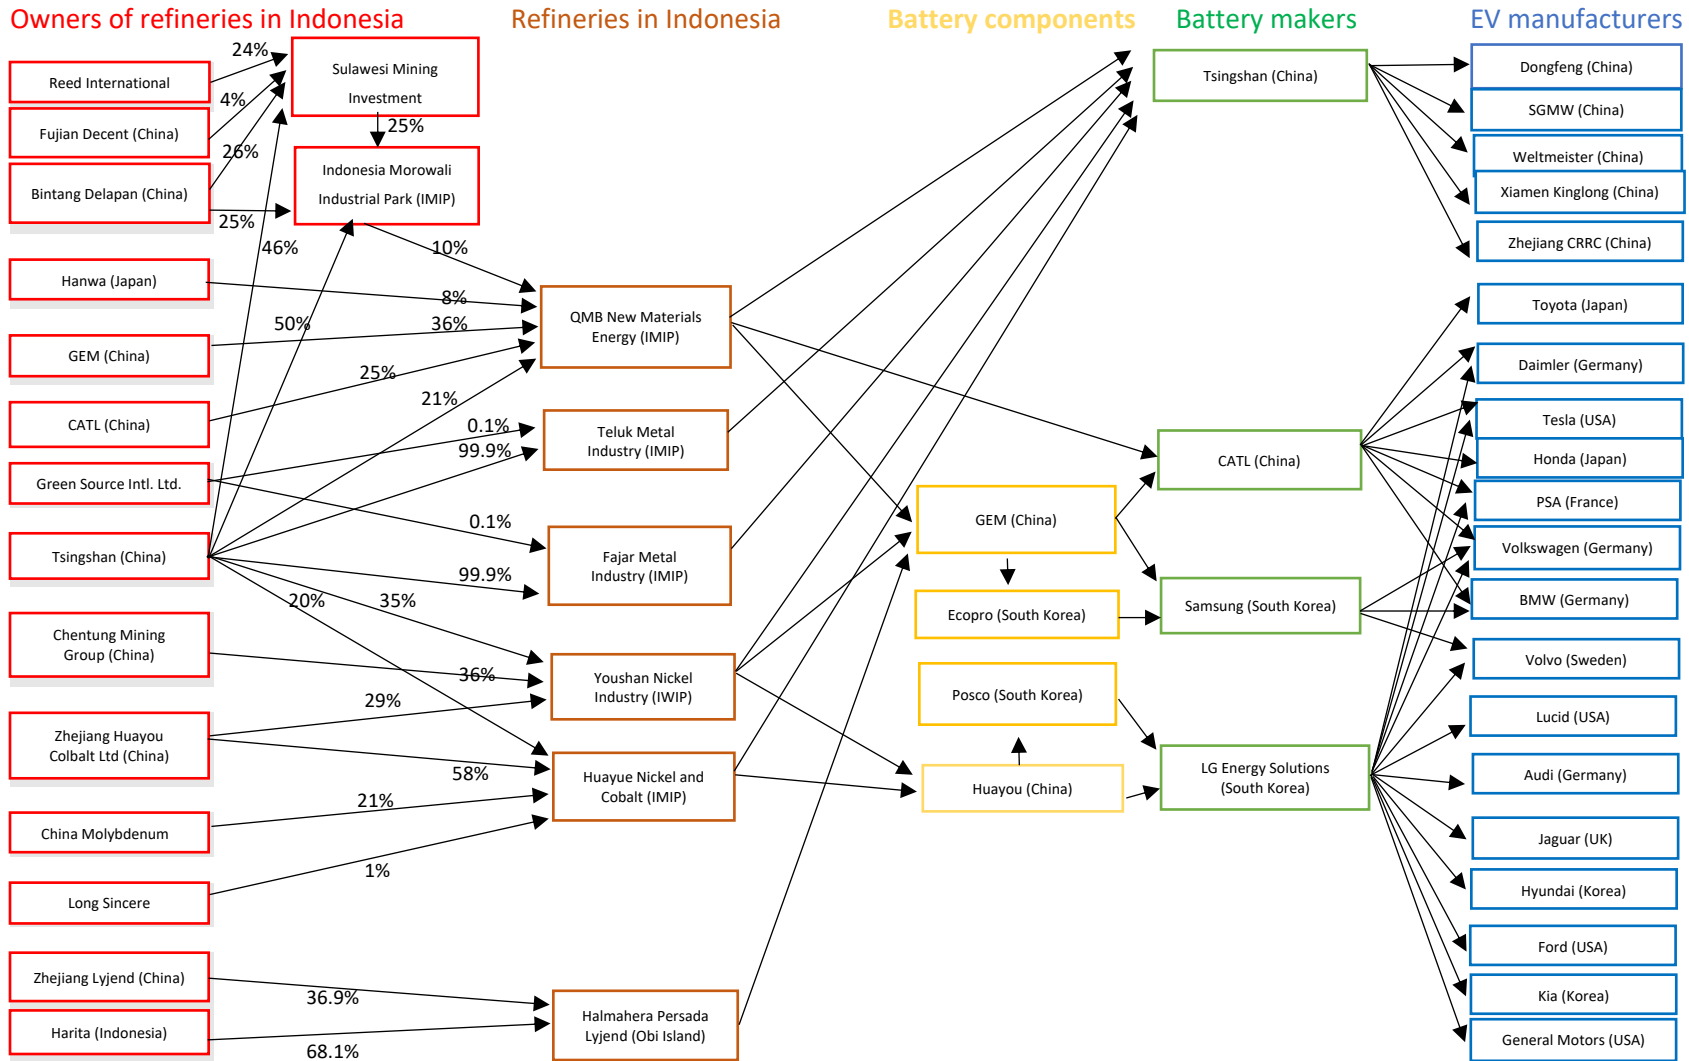 Owners of refineries in Indonesia
Refineries in Indonesia
Battery components
Battery makers
EV manufacturers
Reed International
Fujian Decent (China)
Bintang Delapan (China)
Hanwa (Japan)
GEM (China)
CATL (China)
Green Source Intl. Ltd.
Tsingshan (China)
Chentung Mining
Group (China)
Zhejiang Huayou
Colbalt Ltd (China)
China Molybdenum
Long Sincere
Zhejiang Lyjend (China)
Harita (Indonesia)
24%
4%
26%
25%
46%
50%
Sulawesi Mining
Investment
25%
Indonesia Morowali
Industrial Park (IMIP)
10%
8%
36%
25%
21%
0.1%
99.9%
0.1%
99.9%
20%
35%
36%
29%
58%
21%
1%
36.9%
68.1%
QMB New Materials
Energy (IMIP)
Teluk Metal
Industry (IMIP)
Fajar Metal
Industry (IMIP)
Youshan Nickel
Industry (IWIP)
Huayue Nickel and
Cobalt (IMIP)
Halmahera Persada
Lyjend (Obi Island)
GEM (China)
Ecopro (South Korea)
Posco (South Korea)
Huayou (China)
Tsingshan (China)
CATL (China)
Samsung (South Korea)
LG Energy Solutions
(South Korea)
Dongfeng (China)
SGMW (China)
Weltmeister (China)
Xiamen Kinglong (China)
Zhejiang CRRC (China)
Toyota (Japan)
Daimler (Germany)
Tesla (USA)
Honda (Japan)
PSA (France)
Volkswagen (Germany)
BMW (Germany)
Volvo (Sweden)
Lucid (USA)
Audi (Germany)
Jaguar (UK)
Hyundai (Korea)
Ford (USA)
Kia (Korea)
General Motors (USA)